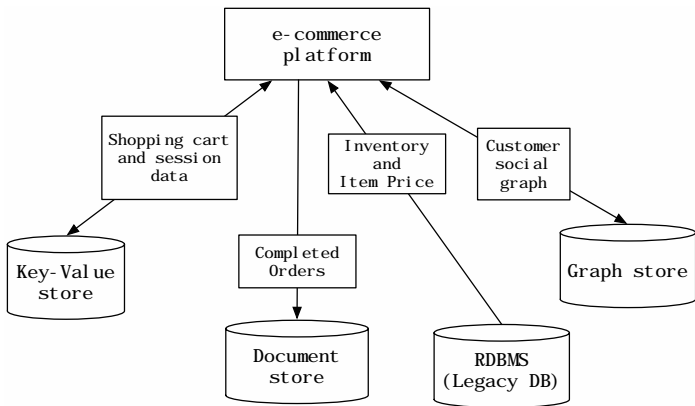 e-commerce
platform
Shopping cart
and session
data
Inventory
and
Item Price
Customer
social
graph
Completed
Orders
Key-Value
store
Graph store
Document
store
RDBMS
(Legacy DB)